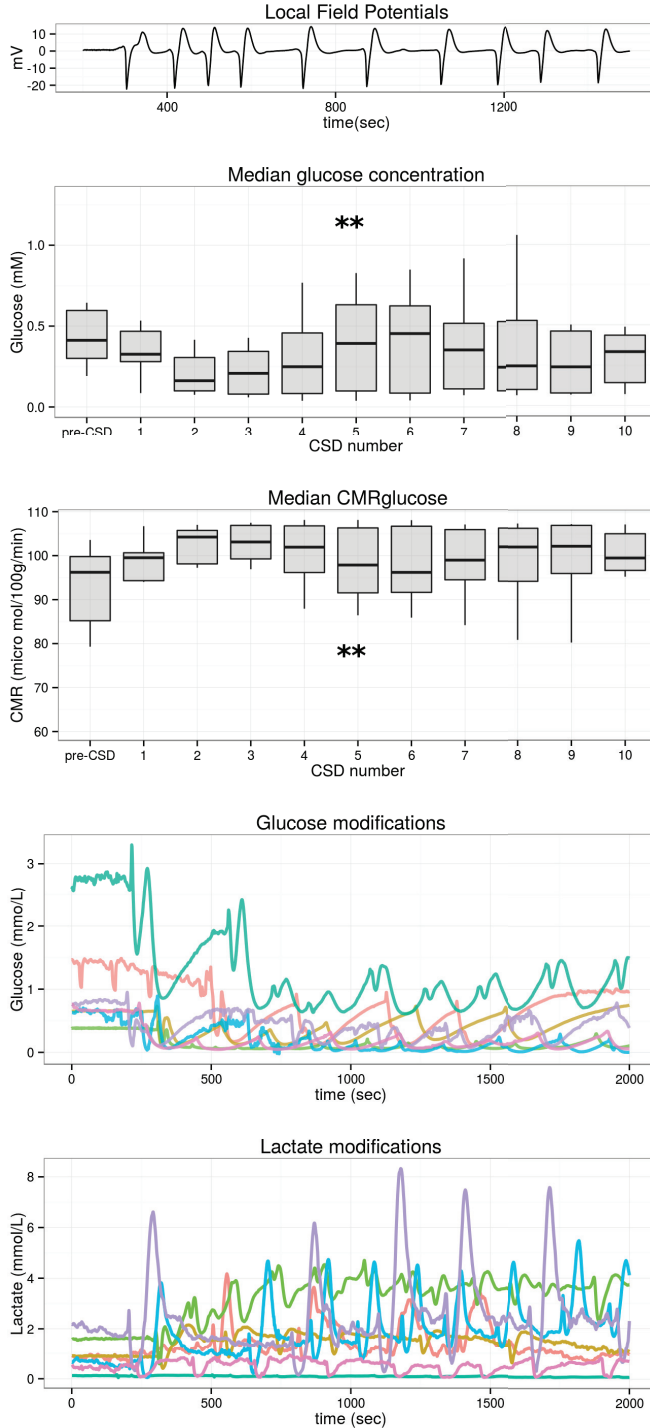 Local Field Potentials
mV
10
0
-10
-20
400 800 1200
time(sec)
Median glucose concentration
Glucose (mM)
**
1.0
0.5
0.0
pre-CSD 1 2 3 4 5 6 7 8 9 10
CSD number
Median CMRglucose
CMR (micro mol/100g/min)
110
100
90
80
**
70
60
pre-CSD 1 2 3 4 5 6 7 8 9 10
CSD number
Glucose modifications
Glucose (mmo/L)
3
2
1
0
0 500 1000 1500 2000
time (sec)
Lactate modifications
Lactate (mmol/L)
8
6
4
2
0
0 500 1000 1500 2000
time (sec)